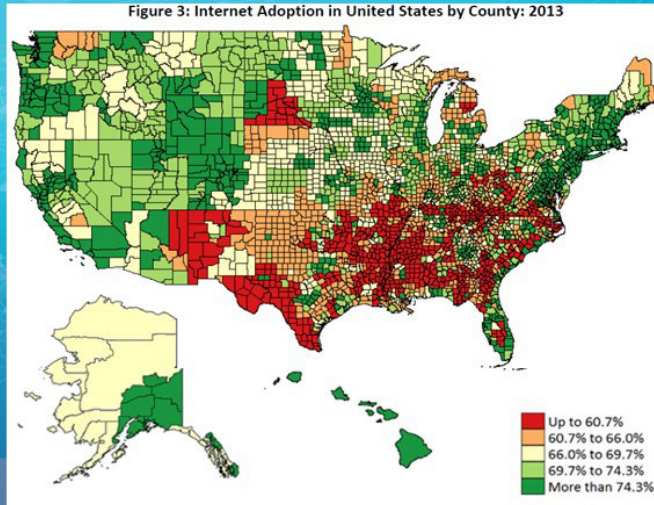 Figure 3: Internet Adoption in United States by County: 2013
Up to 60.7%
60.7% to 66.0%
66.0% to 69.7%
69.7% to 74.3%
More than 74.3%